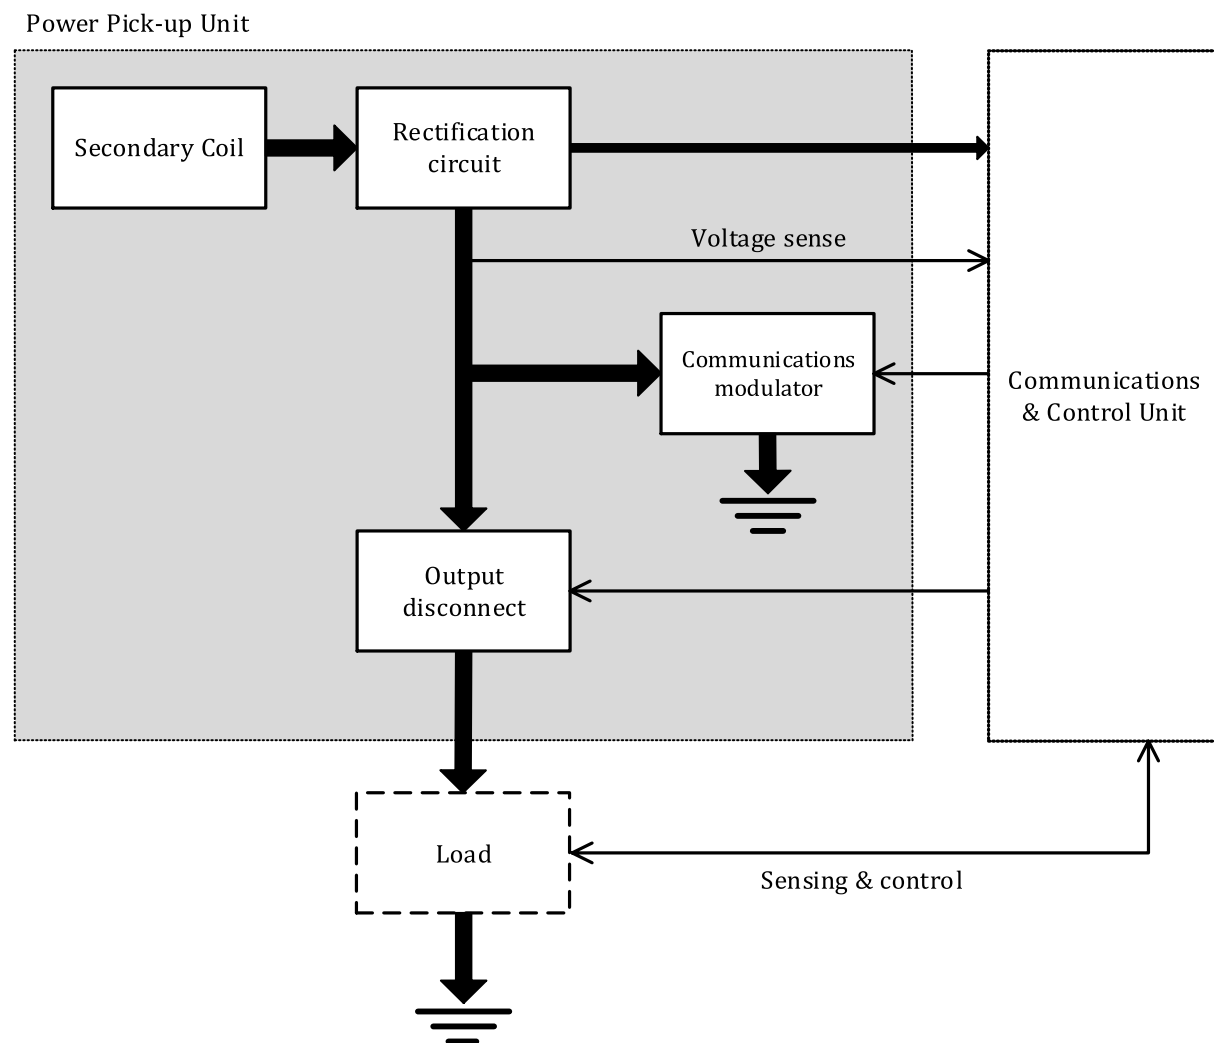 Power Pick-up Unit
Secondary Coil
Rectification
circuit
Voltage sense
Communications
modulator
Communications
& Control Unit
Output
disconnect
Load
Sensing & control